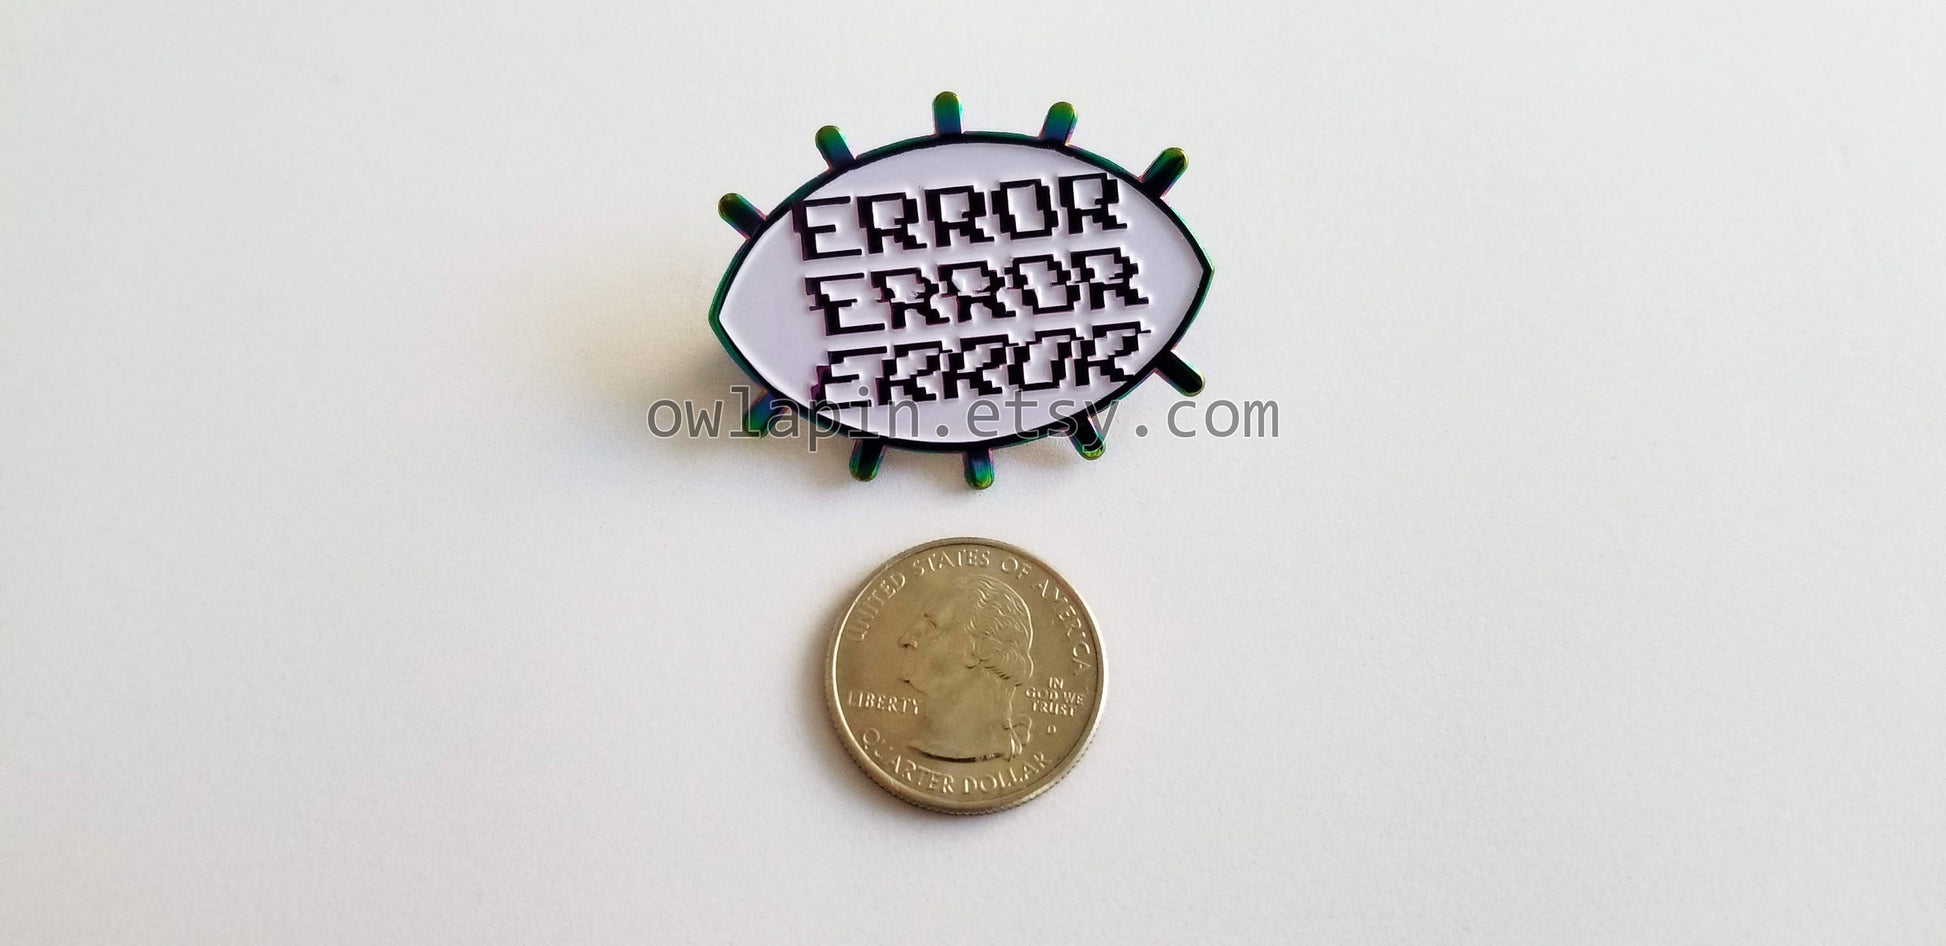 ERROR
ERROR
ERROR
owlapin.etsy.com
UNITED STATES OF AMERICA
LIBERTY
IN
GOD WE
TRUST
D
QUARTER DOLLAR